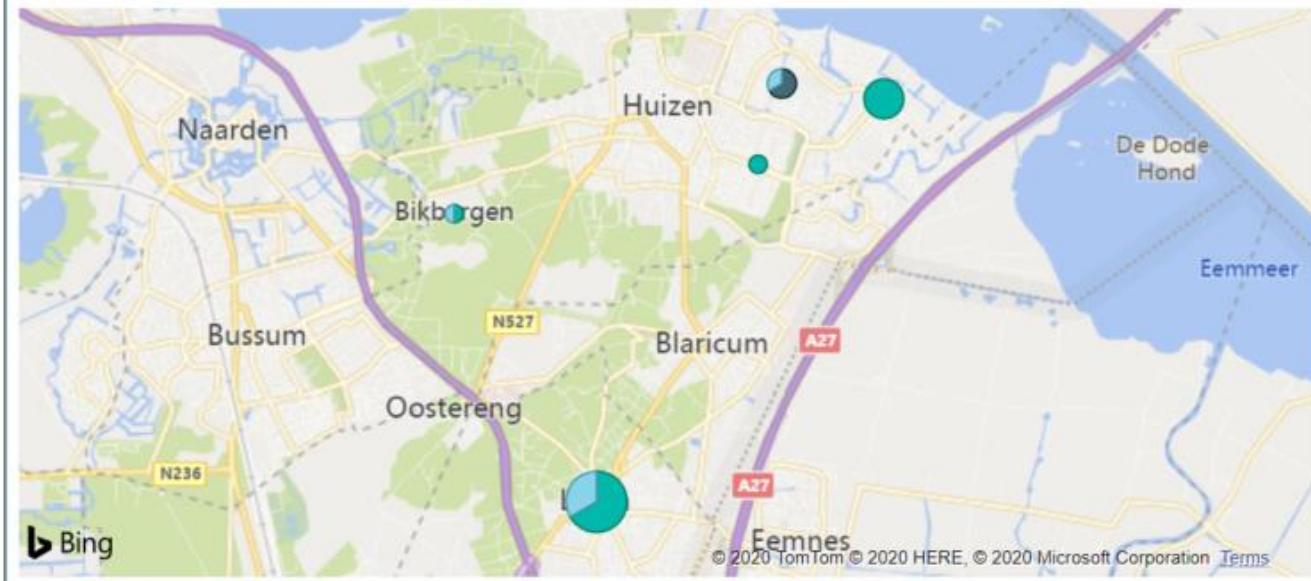 Huizen
Naarden
De Dode
Hond
Bikbergen
Eemmeer
N527
Bussum
Blaricum
A27
Oostereng
N236
A27
Eemnes
Bing
© 2020 TomTom © 2020 HERE, © 2020 Microsoft Corporation Terms